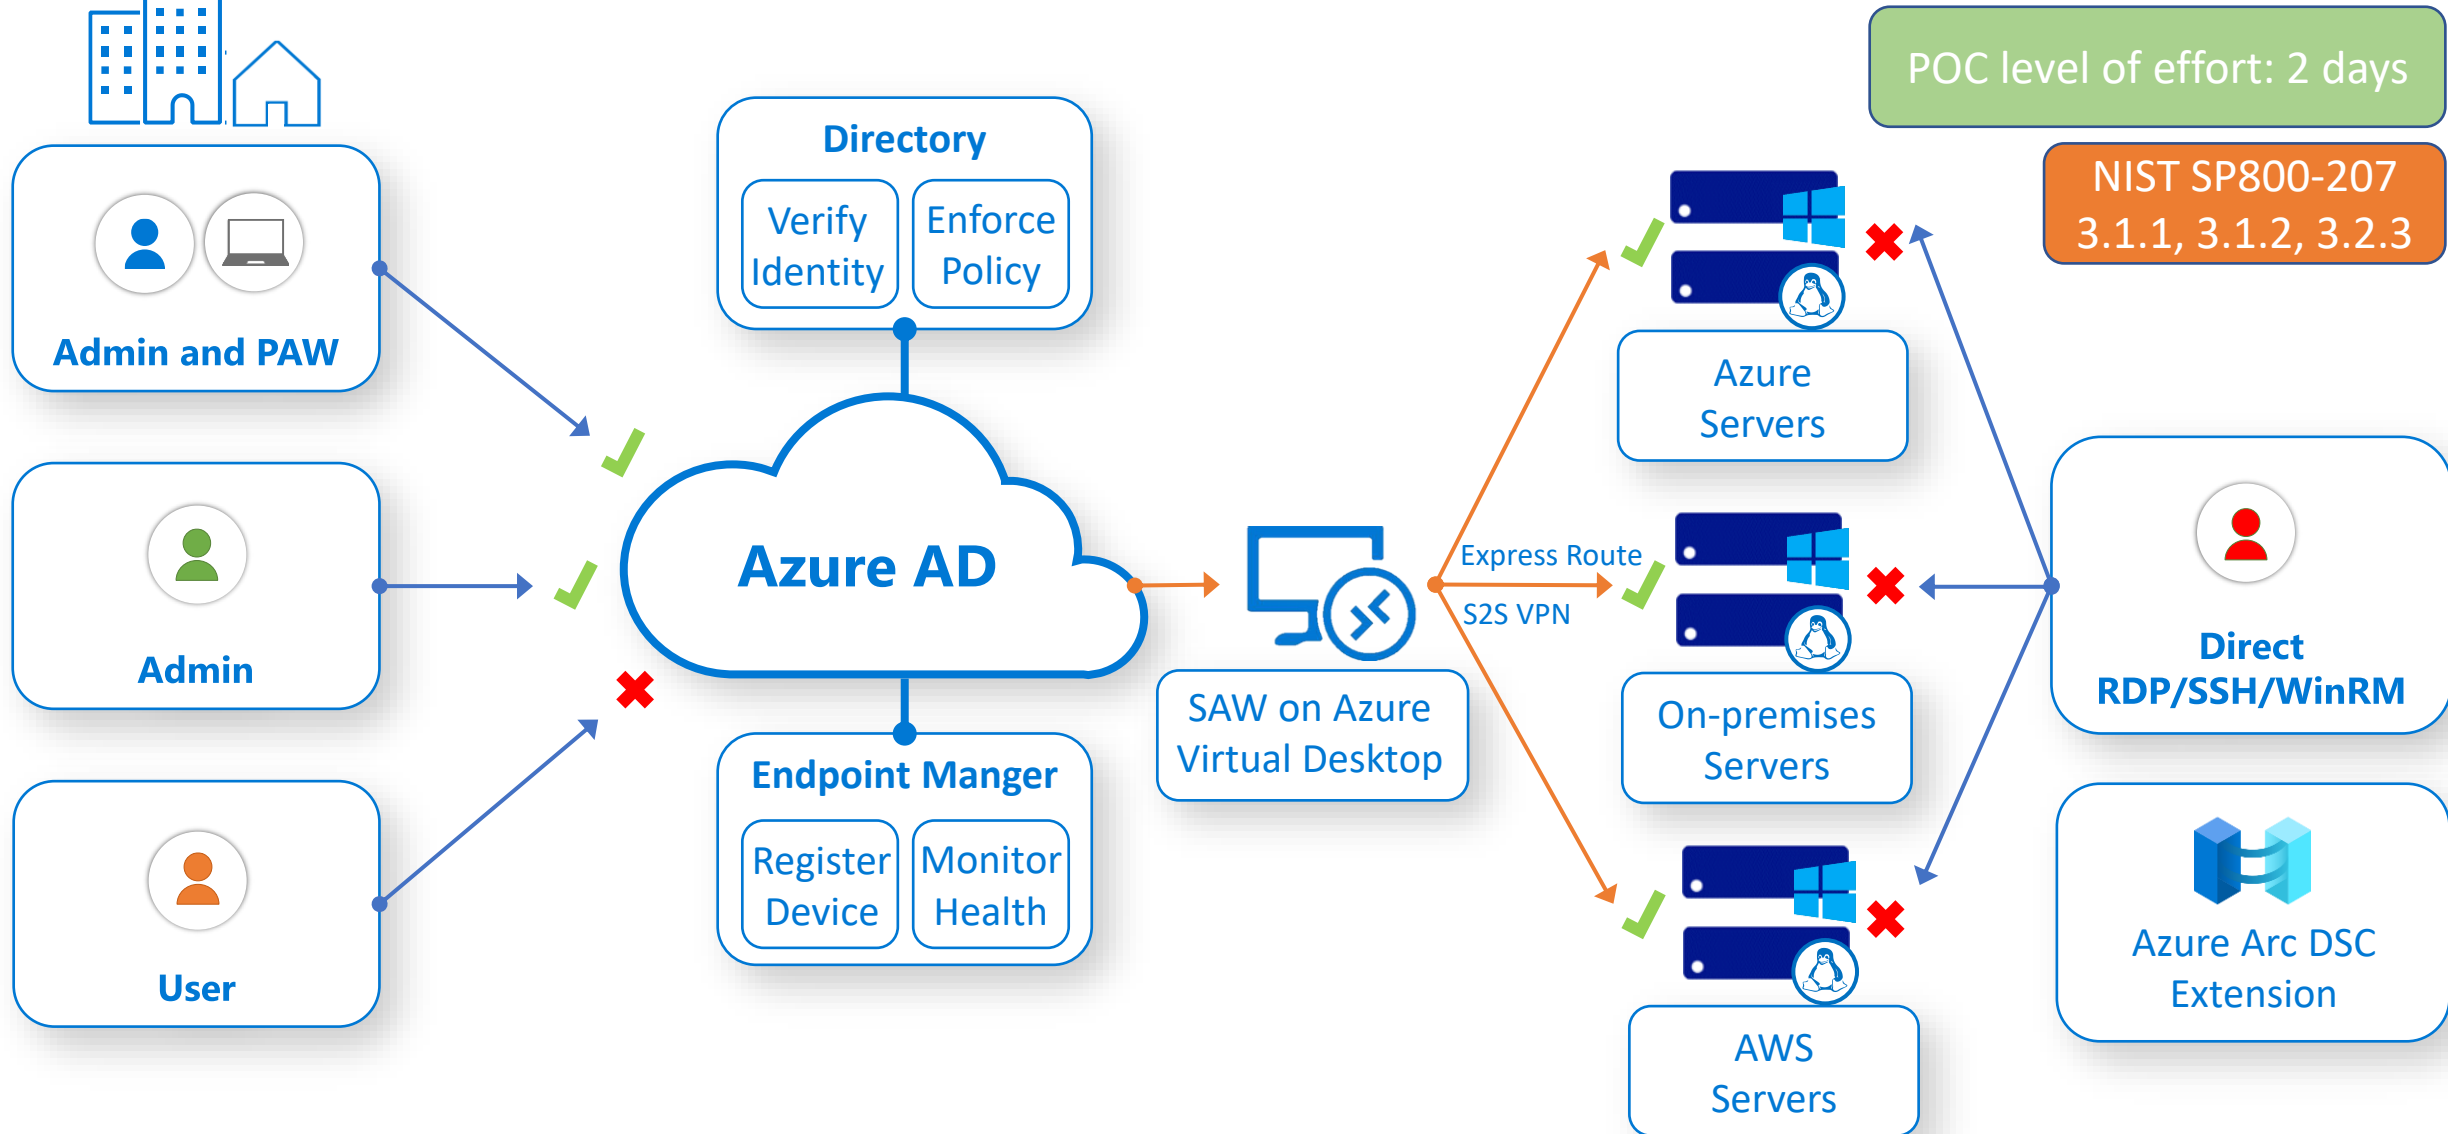 POC level of effort: 2 days
NIST SP800-207
3.1.1, 3.1.2, 3.2.3
Admin and PAW
Admin
User
Directory
Verify
Identity
Enforce
Policy
Azure AD
Endpoint Manger
Register
Device
Monitor
Health
SAW on Azure
Virtual Desktop
Express Route
S2S VPN
Azure
Servers
On-premises
Servers
AWS
Servers
Direct
RDP/SSH/WinRM
Azure Arc DSC
Extension